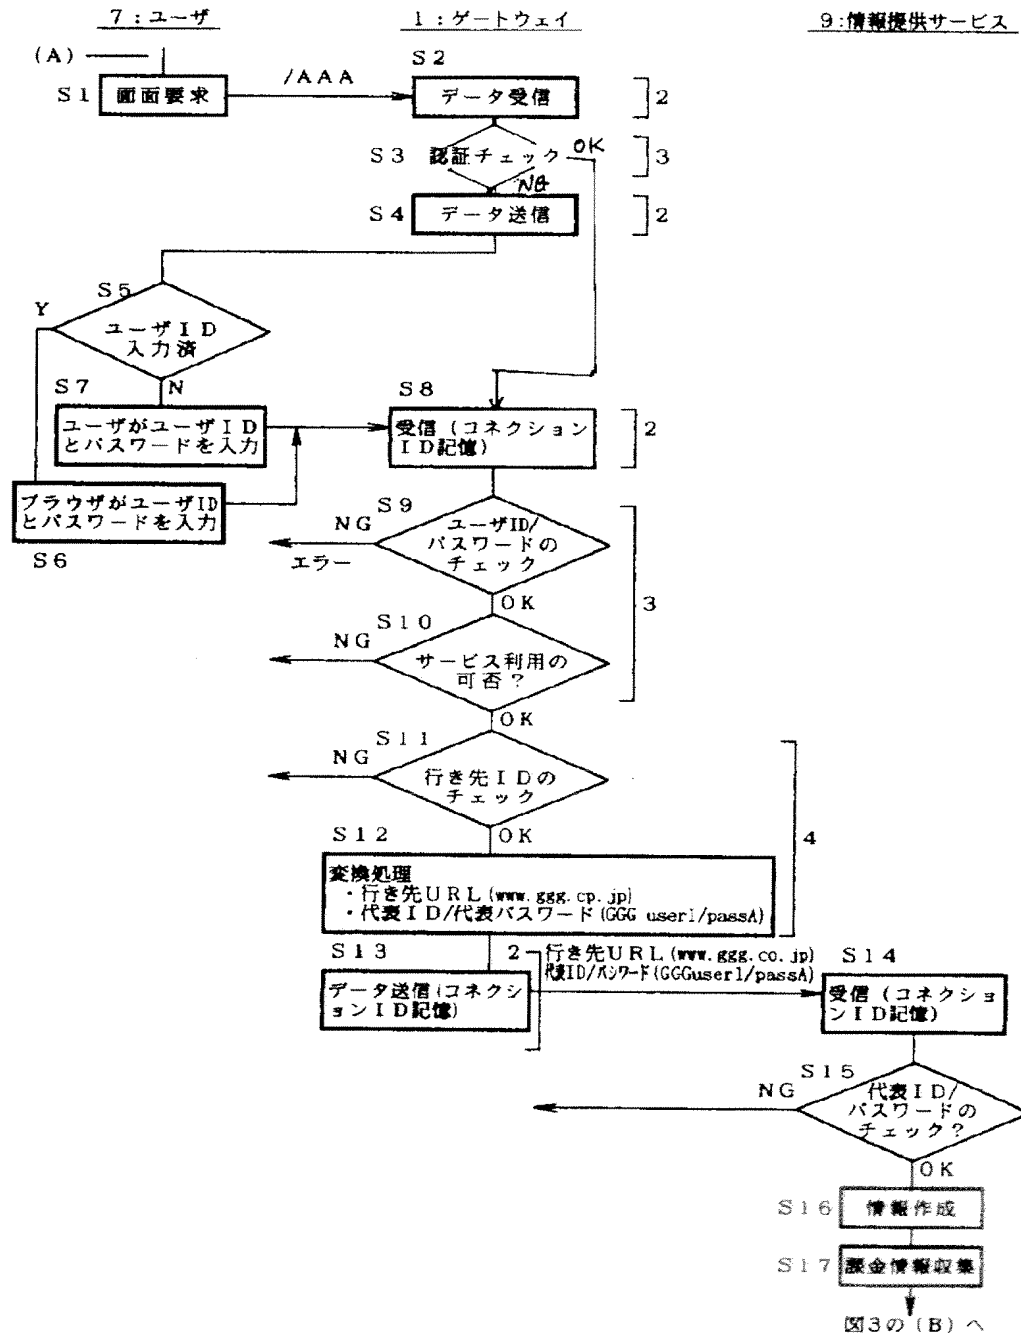 7：ユーザ
1：ゲートウェイ
9:情報提供サービス
(A)
S1
画面要求
/AAA
S2
データ受信
2
S3
認証チェック
OK
3
NG
S4
データ送信
2
S5
Y
ユーザID
入力済
N
S7
ユーザがユーザID
とパスワードを入力
S8
受信（コネクション
ID記憶）
2
ブラウザがユーザID
とパスワードを入力
S6
S9
NG
エラー
ユーザID/
パスワードの
チェック
OK
3
S10
NG
サービス利用の
可否？
OK
S11
NG
行き先IDの
チェック
OK
4
S12
変換処理
・行き先URL(www.ggg.cp.jp)
・代表ID/代表パスワード(GGG user1/passA)
S13
2
行き先URL(www.ggg.co.jp)
代表ID/パスワード(GGGuser1/passA)
データ送信(コネクシ
ョンID記憶)
S14
受信（コネクショ
ンID記憶）
S15
NG
代表ID/
パスワードの
チェック？
OK
S16
情報作成
S17
課金情報収集
図3の（B）へ